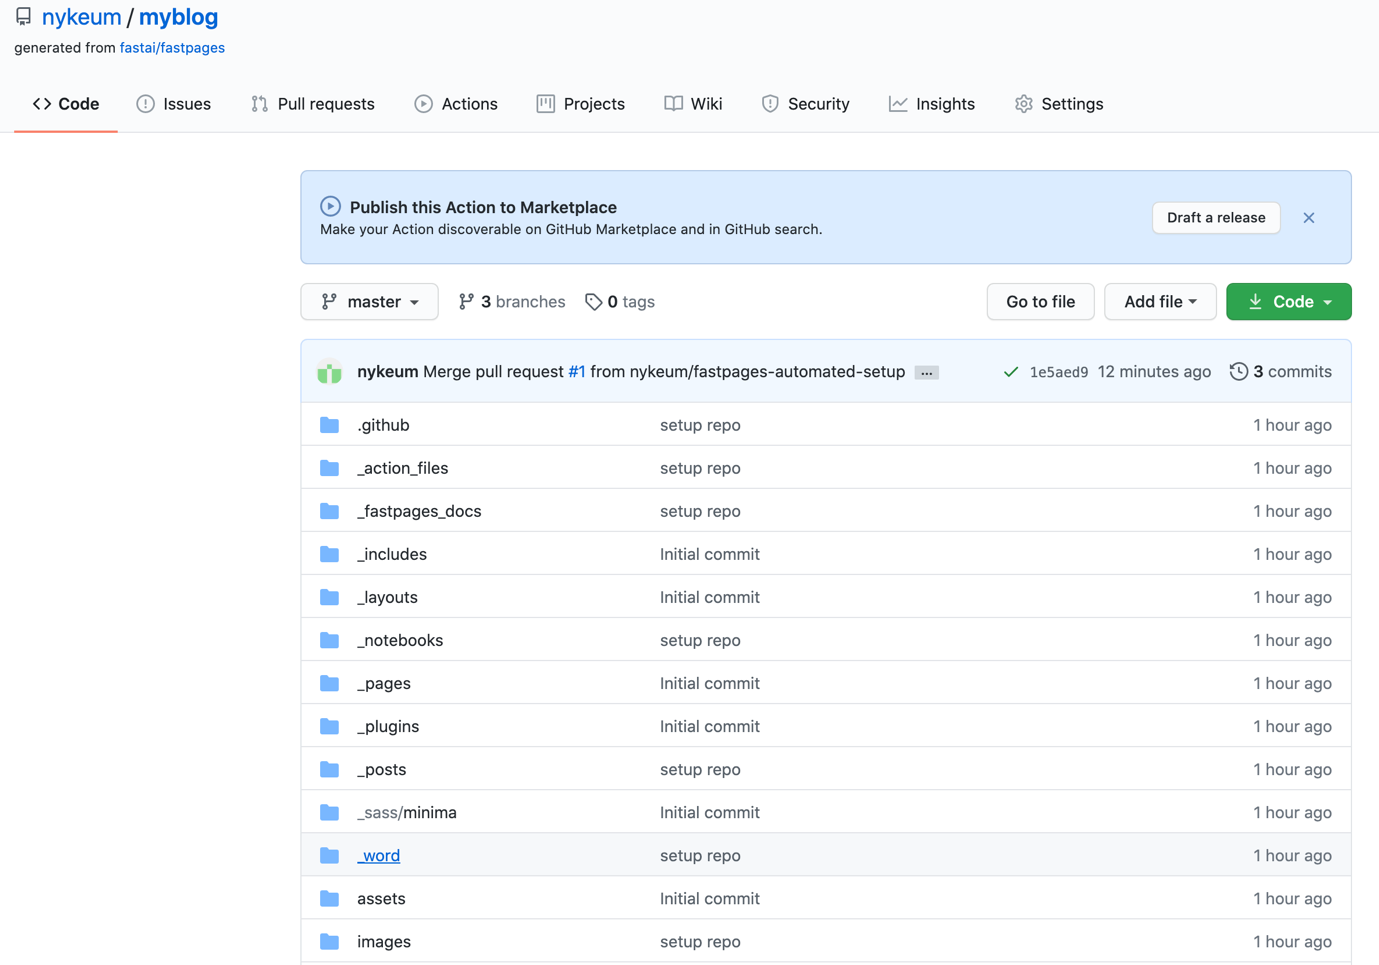 nykeum / myblog
generated from fastai/fastpages
Code Issues Pull requests Actions Projects Wiki Security Insights Settings
Publish this Action to Marketplace
Make your Action discoverable on GitHub Marketplace and in GitHub search.
Draft a release
master 3 branches 0 tags Go to file Add file Code
nykeum Merge pull request #1 from nykeum/fastpages-automated-setup ... 1e5aed9 12 minutes ago 3 commits
.github setup repo 1 hour ago
_action_files setup repo 1 hour ago
_fastpages_docs setup repo 1 hour ago
_includes Initial commit 1 hour ago
_layouts Initial commit 1 hour ago
_notebooks setup repo 1 hour ago
_pages Initial commit 1 hour ago
_plugins Initial commit 1 hour ago
_posts setup repo 1 hour ago
_sass/minima Initial commit 1 hour ago
_word setup repo 1 hour ago
assets Initial commit 1 hour ago
images setup repo 1 hour ago